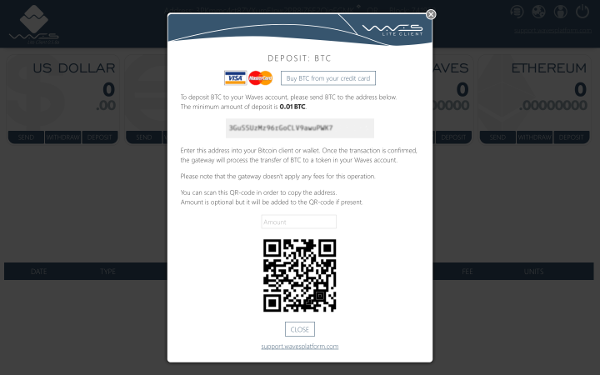 WAVES
LITE CLIENT
DEPOSIT: BTC
VISA MasterCard Buy BTC from your credit card
To deposit BTC to your Waves account, please send BTC to the address below.
The minimum amount of deposit is 0.01 BTC
Enter this address into your Bitcoin client or wallet. Once the transaction is confirmed,
the gateway will process the transfer of BTC to a token in your Waves account.
Please note that the gateway doesn't apply any fees for this operation.
You can scan this QR-code in order to copy the address.
Amount is optional but it will be added to the QR-code if present.
Amount
CLOSE
support.wavesplatform.com
US DOLLAR
0
.00
SEND WITHDRAW DEPOSIT
SEND
AVES
0
00000
DEPOSIT
ETHEREUM
0
.00000000
SEND WITHDRAW DEPOSIT
DATE TYPE FEE UNITS